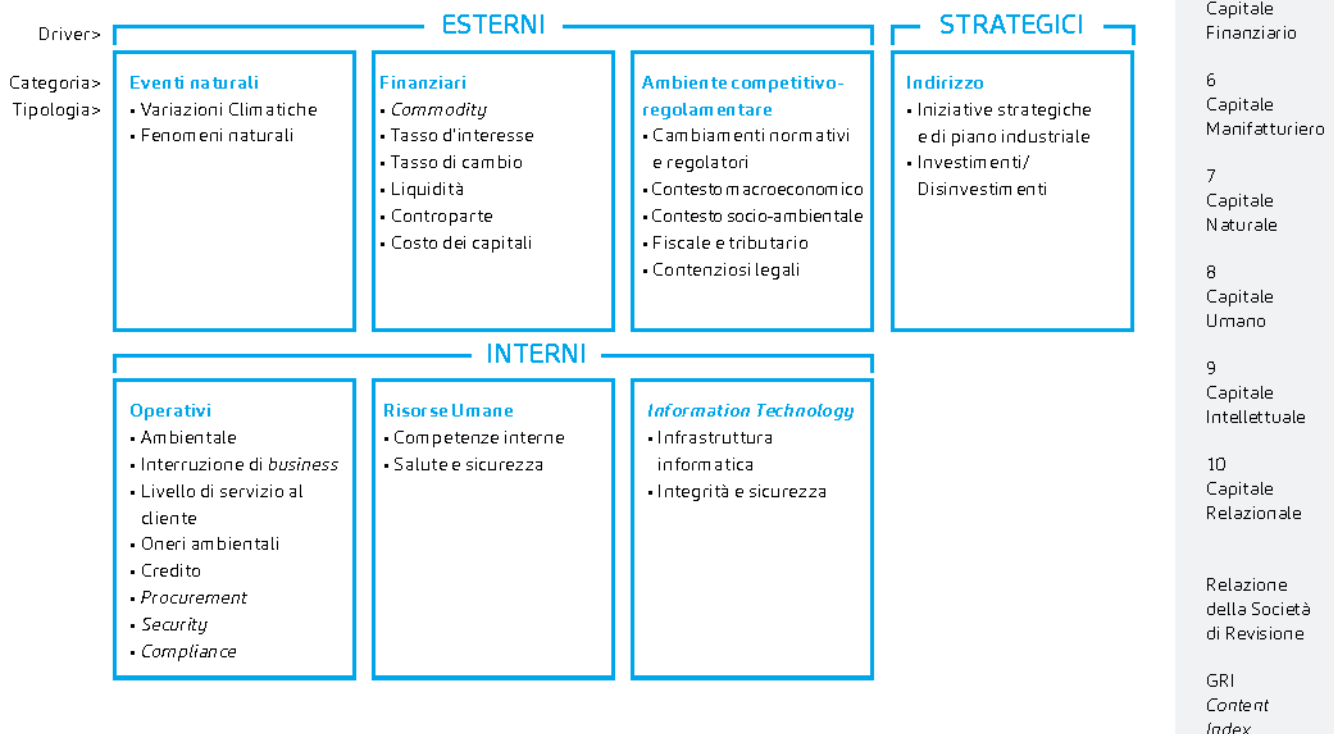 Driver>
ESTERNI
STRATEGICI
Categoria>
Tipologia>
Eventi naturali
▪ Variazioni Climatiche
▪ Fenomeni naturali
Finanziari
▪ Commodity
▪ Tasso d'interesse
▪ Tasso di cambio
▪ Liquidità
▪ Controparte
▪ Costo dei capitali
Ambiente competitivo-
regolamentare
▪ Cambiamenti normativi
e regolatori
▪ Contesto macroeconomico
▪ Contesto socio-ambientale
▪ Fiscale e tributario
▪ Contenziosi legali
Indirizzo
▪ Iniziative strategiche
e di piano industriale
▪ Investimenti/
Disinvestimenti
INTERNI
Operativi
▪ Ambientale
▪ Interruzione di business
▪ Livello di servizio al
cliente
▪ Oneri ambientali
▪ Credito
▪ Procurement
▪ Security
▪ Compliance
Risorse Umane
▪ Competenze interne
▪ Salute e sicurezza
Information Technology
▪ Infrastruttura
informatica
▪ Integrità e sicurezza
Capitale
Finanziario
6
Capitale
Manifatturiero
7
Capitale
Naturale
8
Capitale
Umano
9
Capitale
Intellettuale
10
Capitale
Relazionale
Relazione
della Società
di Revisione
GRI
Content
Index